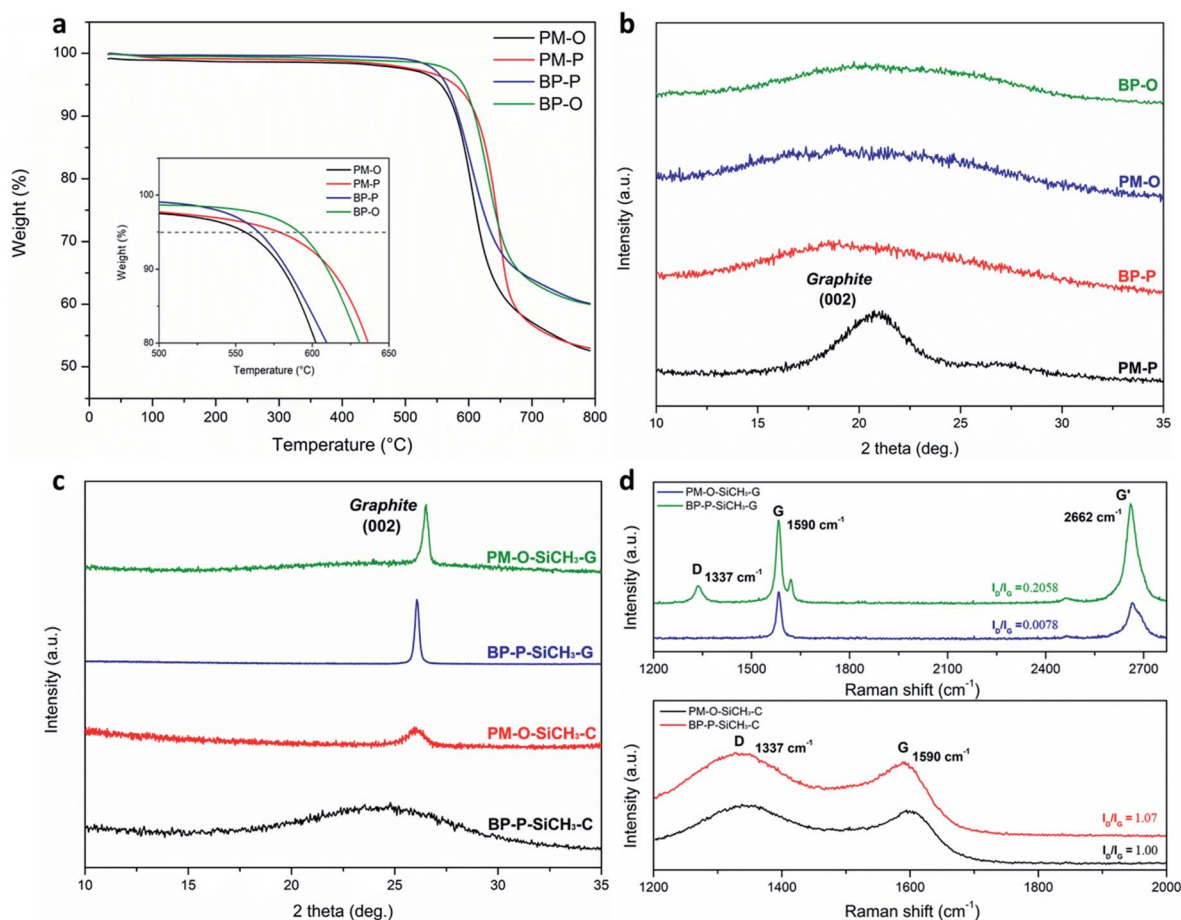 a
PM-O
PM-P
BP-P
BP-O
100
90
80
70
60
50
Weight (%)
0 100 200 300 400 500 600 700 800
Temperature (°C)
PM-O
PM-P
BP-P
BP-O
100
90
80
Weight (%)
500 550 600 650
Temperature (°C)
b
BP-O
PM-O
BP-P
Graphite
(002)
PM-P
Intensity (a.u.)
10 15 20 25 30 35
2 theta (deg.)
c
Graphite
(002)
PM-O-SiCH₃-G
BP-P-SiCH₃-G
PM-O-SiCH₃-C
BP-P-SiCH₃-C
Intensity (a.u.)
10 15 20 25 30 35
2 theta (deg.)
d
PM-O-SiCH₃-G
BP-P-SiCH₃-G
G
1590 cm⁻¹
G'
2662 cm⁻¹
D
1337 cm⁻¹
I_D/I_G =0.2058
I_D/I_G =0.0078
Intensity (a.u.)
1200 1500 1800 2100 2400 2700
Raman shift (cm⁻¹)
PM-O-SiCH₃-C
BP-P-SiCH₃-C
D
1337 cm⁻¹
G
1590 cm⁻¹
I_D/I_G = 1.07
I_D/I_G = 1.00
Intensity (a.u.)
1200 1400 1600 1800 2000
Raman shift (cm⁻¹)